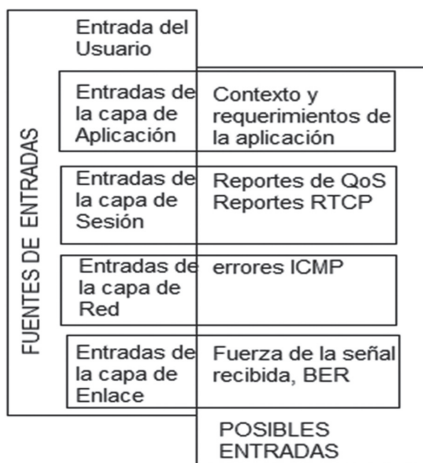 Entrada del
Usuario
FUENTES DE ENTRADAS
Entradas de
la capa de
Aplicación
Contexto y
requerimientos de
la aplicación
Entradas de
la capa de
Sesión
Reportes de QoS
Reportes RTCP
Entradas de
la capa de
Red
errores ICMP
Entradas de
la capa de
Enlace
Fuerza de la señal
recibida, BER
POSIBLES
ENTRADAS